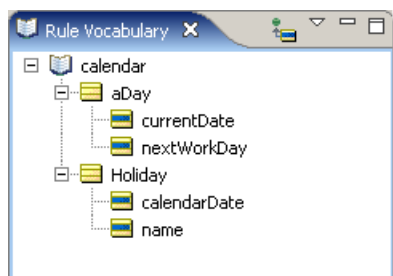 Rule Vocabulary
calendar
aDay
currentDate
nextWorkDay
Holiday
calendarDate
name